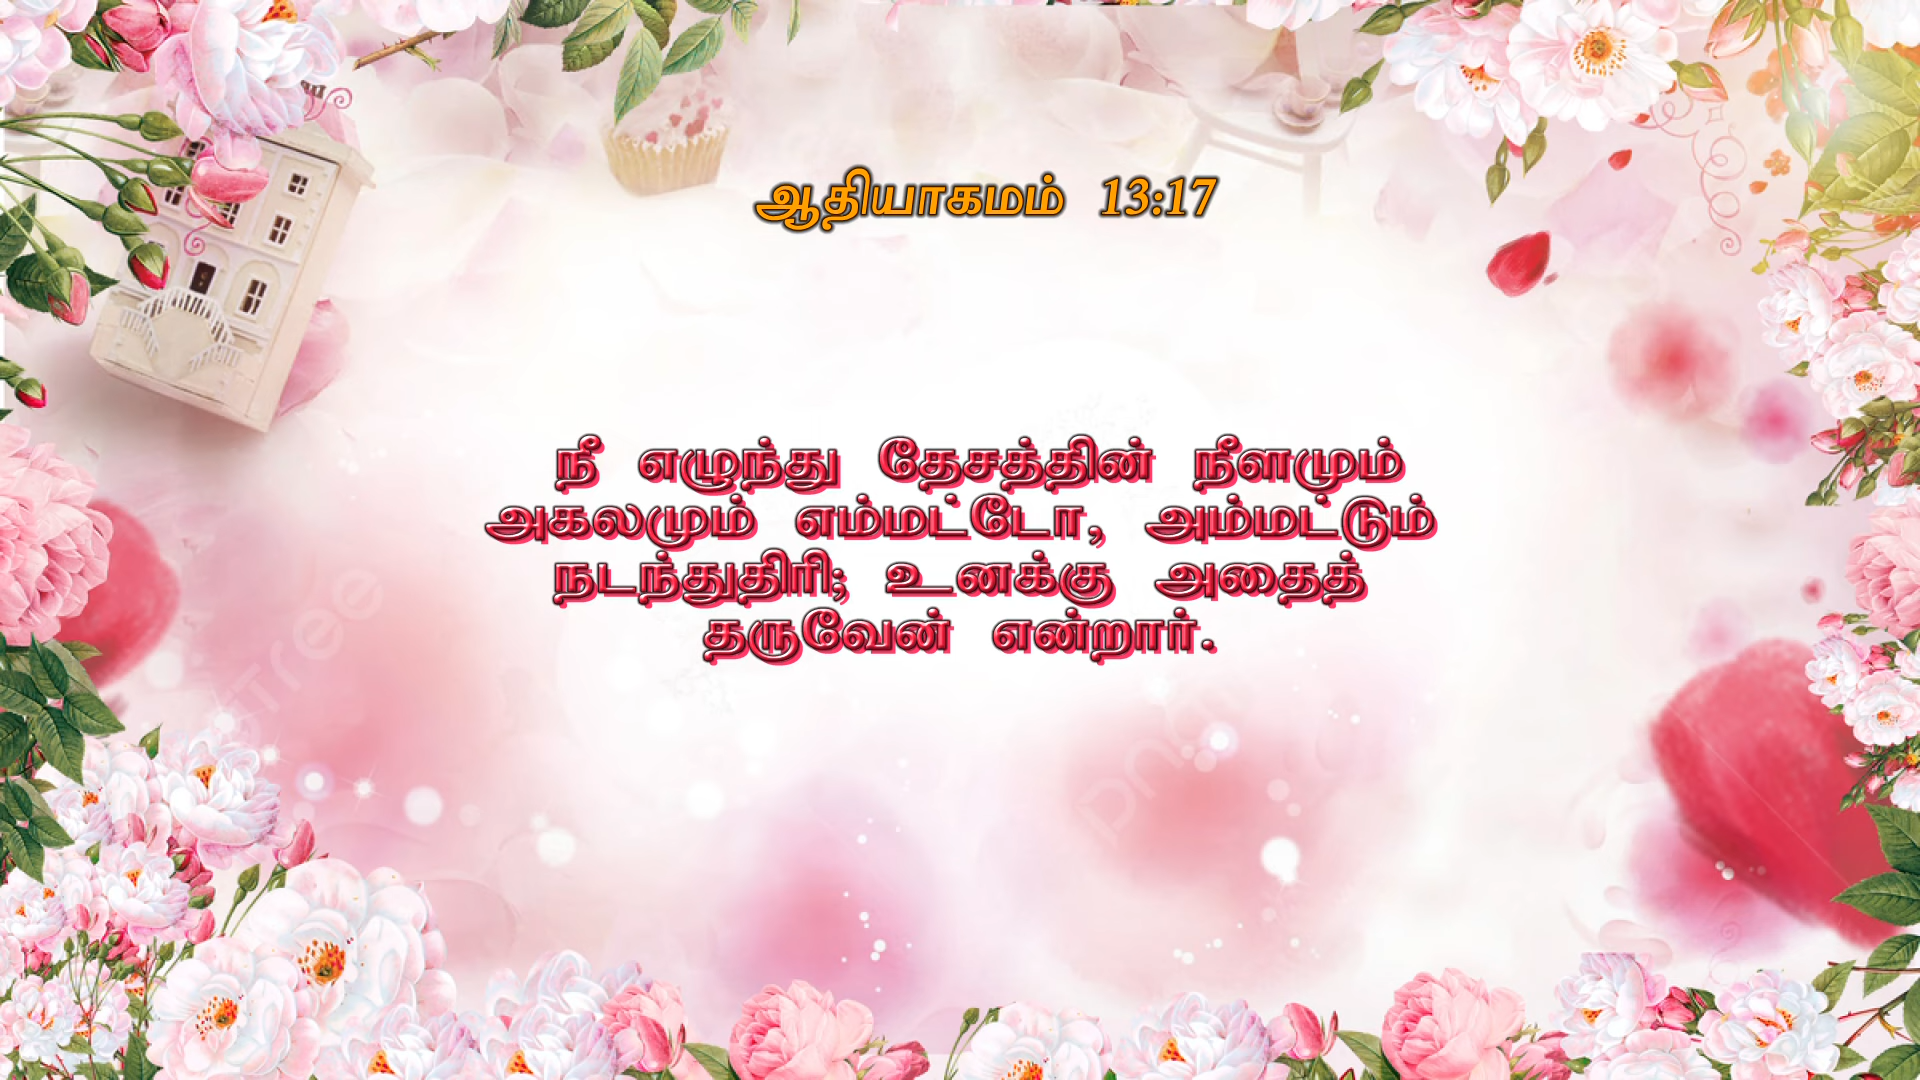 ஆதியாகமம் 13:17
நீ எழுந்து தேசத்தின் நீளமும்
அகலமும் எம்மட்டோ, அம்மட்டும்
நடந்துதிரி; உனக்கு அதைத்
தருவேன் என்றார்.